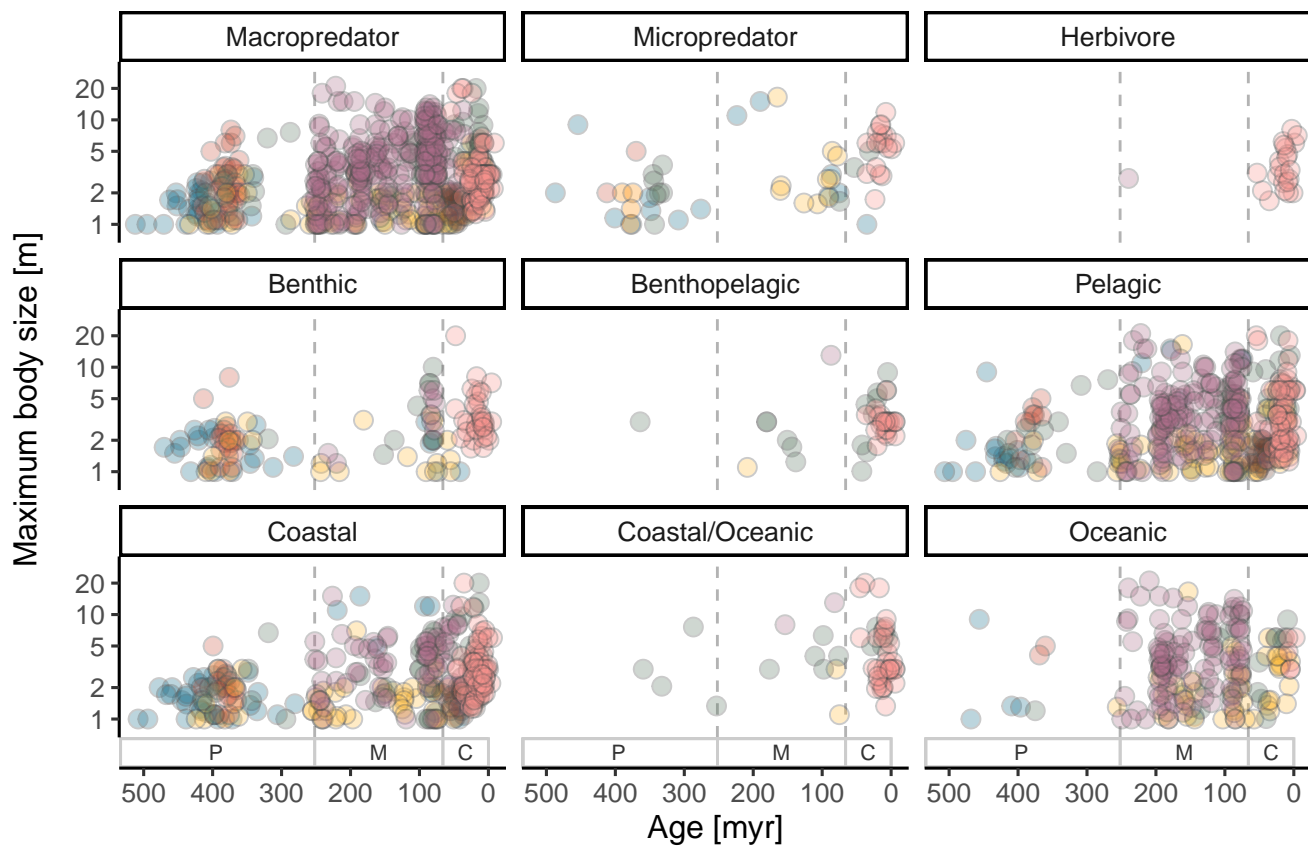 Macropredator Micropredator Herbivore
20
10
5
2
1
Benthic Benthopelagic Pelagic
20
10
5
2
1
Coastal Coastal/Oceanic Oceanic
20
10
5
2
1
P M C P M C P M C
500 400 300 200 100 0 500 400 300 200 100 0 500 400 300 200 100 0
Age [myr]
Maximum body size [m]